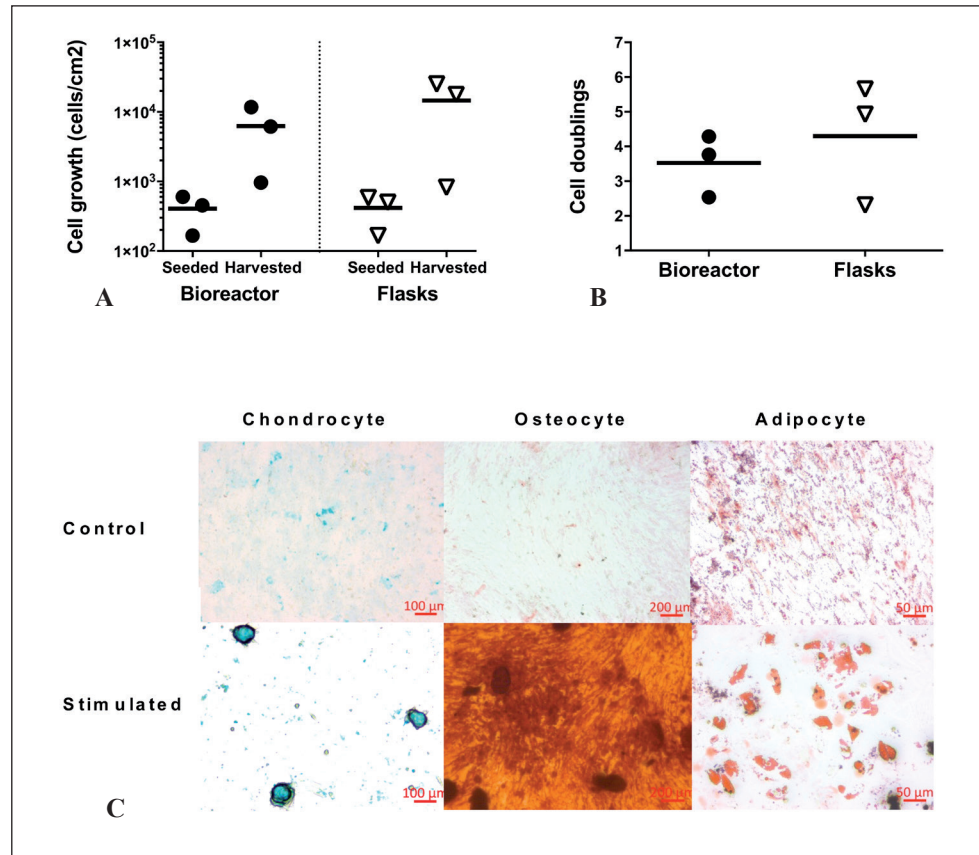 Cell growth (cells/cm2)
1×10⁵
1×10⁴
1×10³
1×10²
Seeded Harvested Seeded Harvested
Bioreactor Flasks
A
Cell doublings
7
6
5
4
3
2
1
Bioreactor Flasks
B
Chondrocyte Osteocyte Adipocyte
Control
100 µm 200 µm 50 µm
Stimulated
100 µm 200 µm 50 µm
C